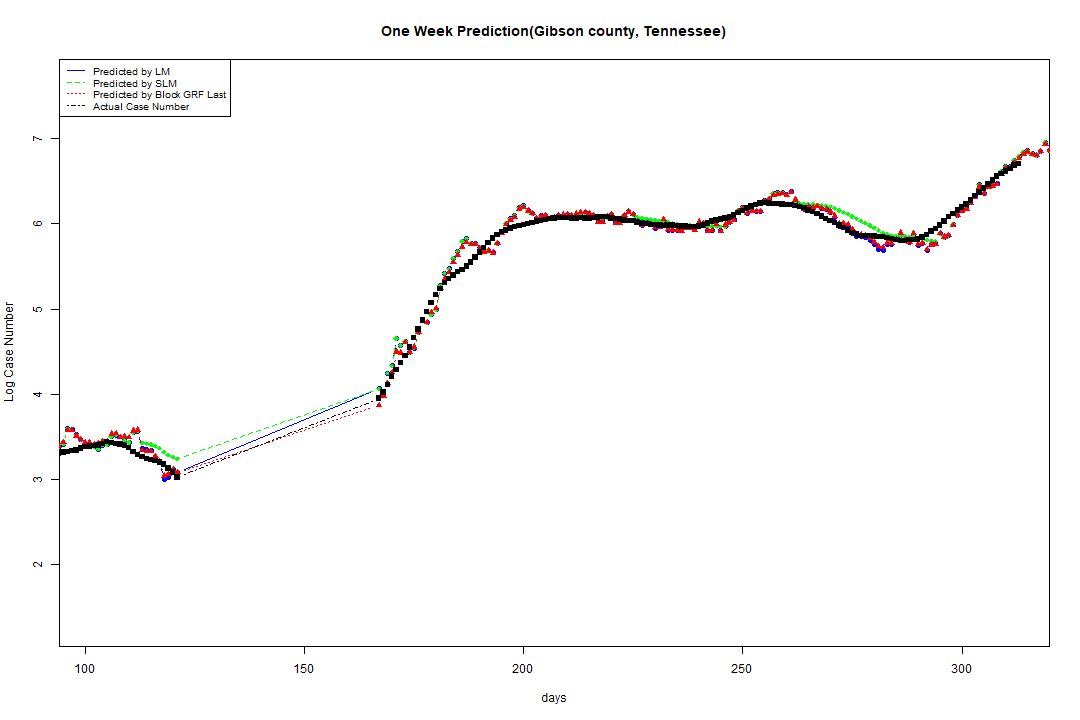 One Week Prediction(Gibson county, Tennessee)
Predicted by LM
Predicted by SLM
Predicted by Block GRF Last
Actual Case Number
7
6
5
4
3
2
Log Case Number
100 150 200 250 300
days